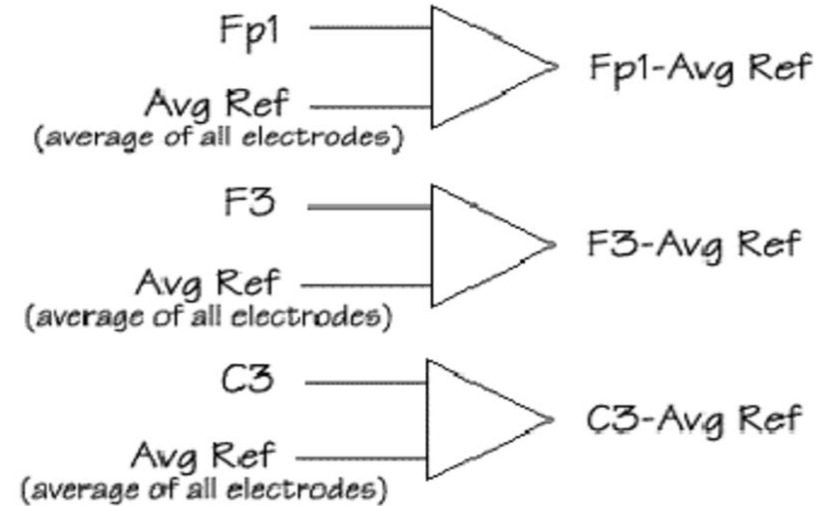 Fp1
Fp1-Avg Ref
Avg Ref
(average of all electrodes)
F3
F3-Avg Ref
Avg Ref
(average of all electrodes)
C3
C3-Avg Ref
Avg Ref
(average of all electrodes)